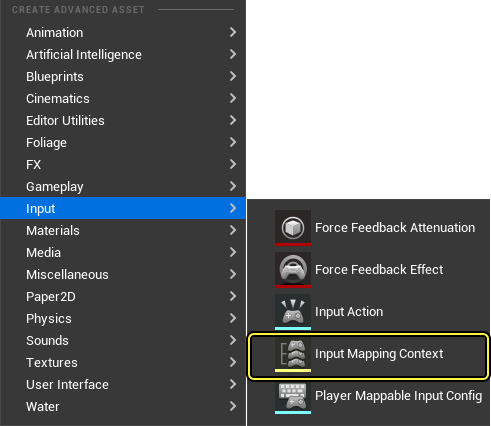 CREATE ADVANCED ASSET
Animation
Artificial Intelligence
Blueprints
Cinematics
Editor Utilities
Foliage
FX
Gameplay
Input
Materials
Media
Miscellaneous
Paper2D
Physics
Sounds
Textures
User Interface
Water
Force Feedback Attenuation
Force Feedback Effect
Input Action
Input Mapping Context
Player Mappable Input Config